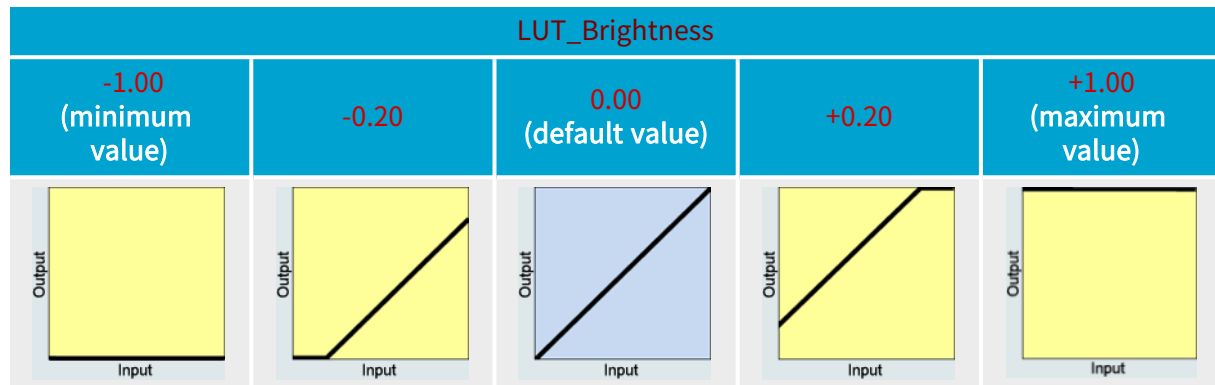 LUT_Brightness
-1.00
(minimum
value)
-0.20
0.00
(default value)
+0.20
+1.00
(maximum
value)
Output
Input
Output
Input
Output
Input
Output
Input
Output
Input